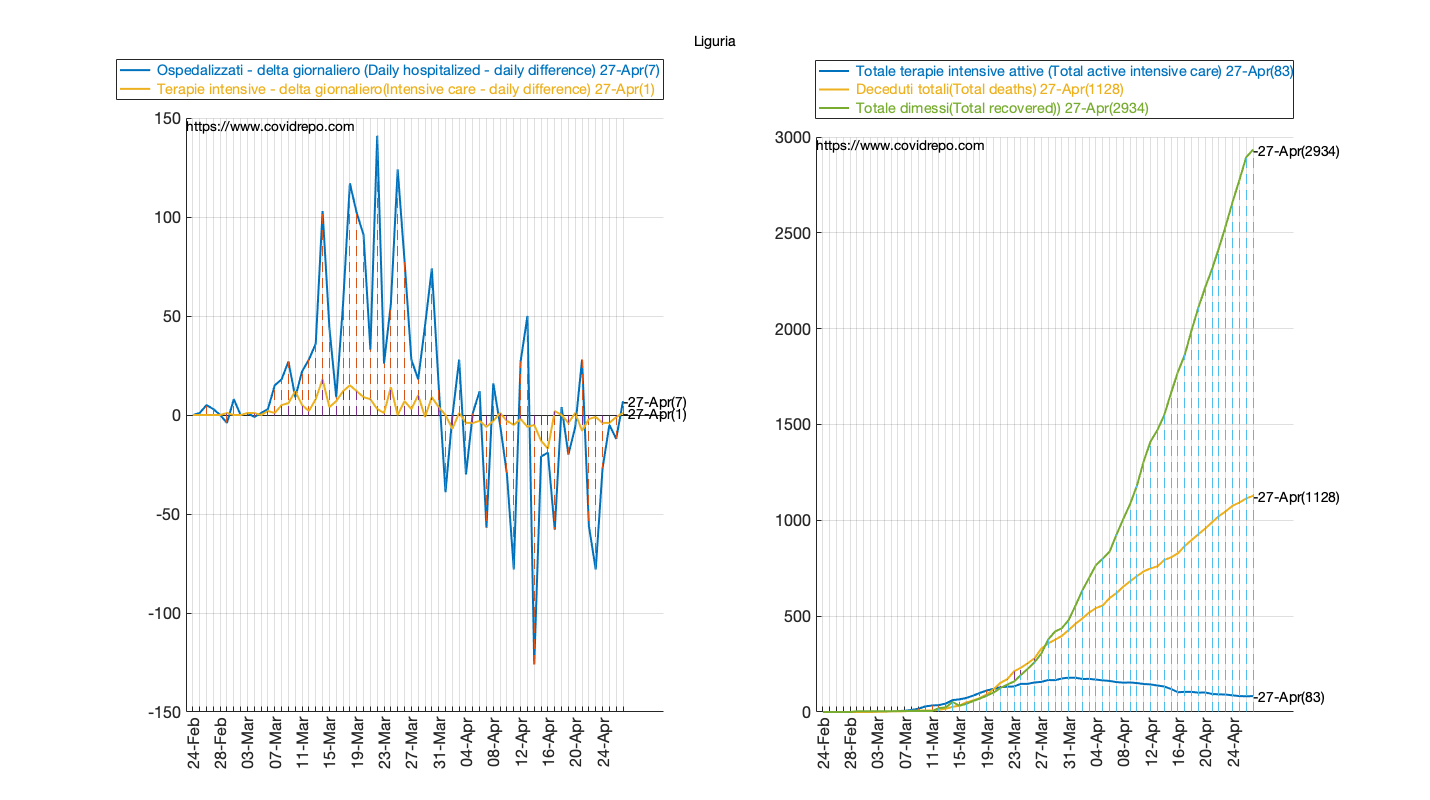 Liguria
Ospedalizzati - delta giornaliero (Daily hospitalized - daily difference) 27-Apr(7)
Terapie intensive - delta giornaliero(Intensive care - daily difference) 27-Apr(1)
https://www.covidrepo.com
150
100
50
0
-50
-100
-150
-27-Apr(7)
-27-Apr(1)
24-Feb
28-Feb
03-Mar
07-Mar
11-Mar
15-Mar
19-Mar
23-Mar
27-Mar
31-Mar
04-Apr
08-Apr
12-Apr
16-Apr
20-Apr
24-Apr
Totale terapie intensive attive (Total active intensive care) 27-Apr(83)
Deceduti totali(Total deaths) 27-Apr(1128)
Totale dimessi(Total recovered)) 27-Apr(2934)
https://www.covidrepo.com
3000
2500
2000
1500
1000
500
0
-27-Apr(2934)
-27-Apr(1128)
-27-Apr(83)
24-Feb
28-Feb
03-Mar
07-Mar
11-Mar
15-Mar
19-Mar
23-Mar
27-Mar
31-Mar
04-Apr
08-Apr
12-Apr
16-Apr
20-Apr
24-Apr